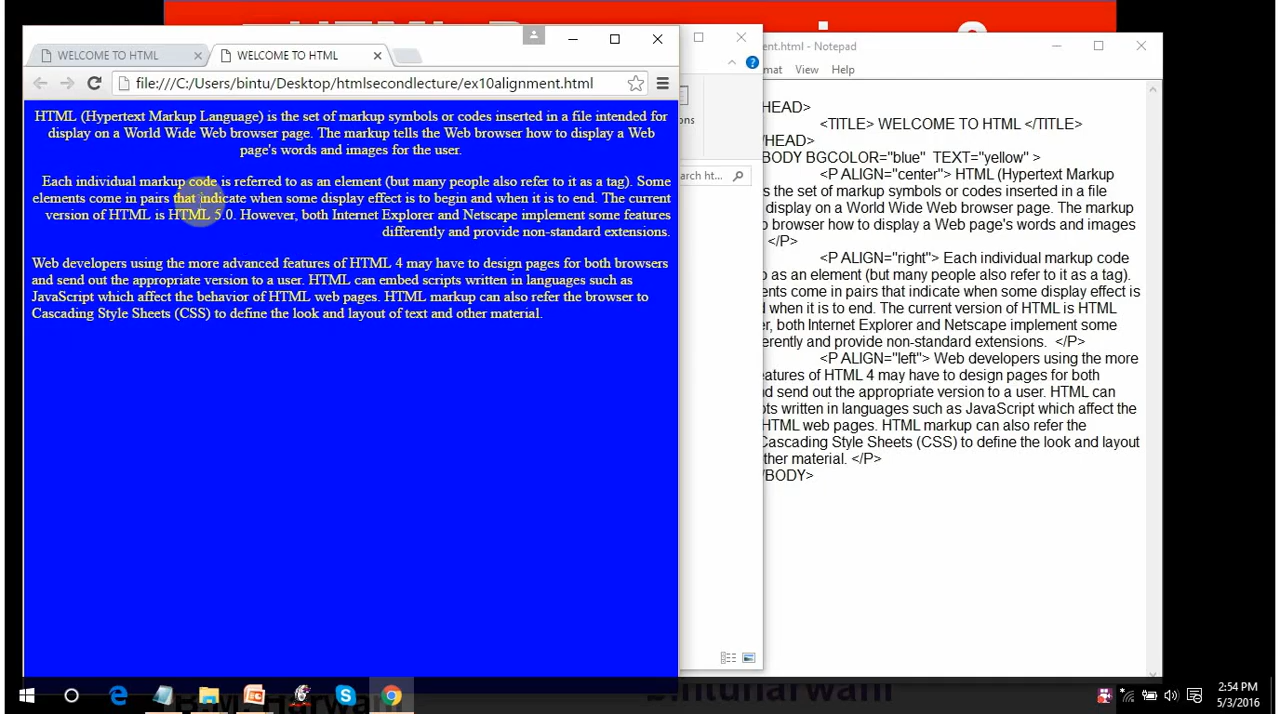 WELCOME TO HTML
WELCOME TO HTML
file:///C:/Users/bintu/Desktop/htmlsecondlecture/ex10alignment.html
HTML (Hypertext Markup Language) is the set of markup symbols or codes inserted in a file intended for
display on a World Wide Web browser page. The markup tells the Web browser how to display a Web
page's words and images for the user.
Each individual markup code is referred to as an element (but many people also refer to it as a tag). Some
elements come in pairs that indicate when some display effect is to begin and when it is to end. The current
version of HTML is HTML 5.0. However, both Internet Explorer and Netscape implement some features
differently and provide non-standard extensions.
Web developers using the more advanced features of HTML 4 may have to design pages for both browsers
and send out the appropriate version to a user. HTML can embed scripts written in languages such as
JavaScript which affect the behavior of HTML web pages. HTML markup can also refer the browser to
Cascading Style Sheets (CSS) to define the look and layout of text and other material.
ons
rch ht...
ent.html - Notepad
mat View Help
HEAD>
<TITLE> WELCOME TO HTML </TITLE>
/HEAD>
BODY BGCOLOR="blue" TEXT="yellow" >
<P ALIGN="center"> HTML (Hypertext Markup
is the set of markup symbols or codes inserted in a file
display on a World Wide Web browser page. The markup
b browser how to display a Web page's words and images
</P>
<P ALIGN="right"> Each individual markup code
o as an element (but many people also refer to it as a tag).
ents come in pairs that indicate when some display effect is
d when it is to end. The current version of HTML is HTML
er, both Internet Explorer and Netscape implement some
erently and provide non-standard extensions. </P>
<P ALIGN="left"> Web developers using the more
eatures of HTML 4 may have to design pages for both
nd send out the appropriate version to a user. HTML can
pts written in languages such as JavaScript which affect the
HTML web pages. HTML markup can also refer the
Cascading Style Sheets (CSS) to define the look and layout
ther material. </P>
/BODY>
B.M. Harwani
bintuharwani
2:54 PM
5/3/2016